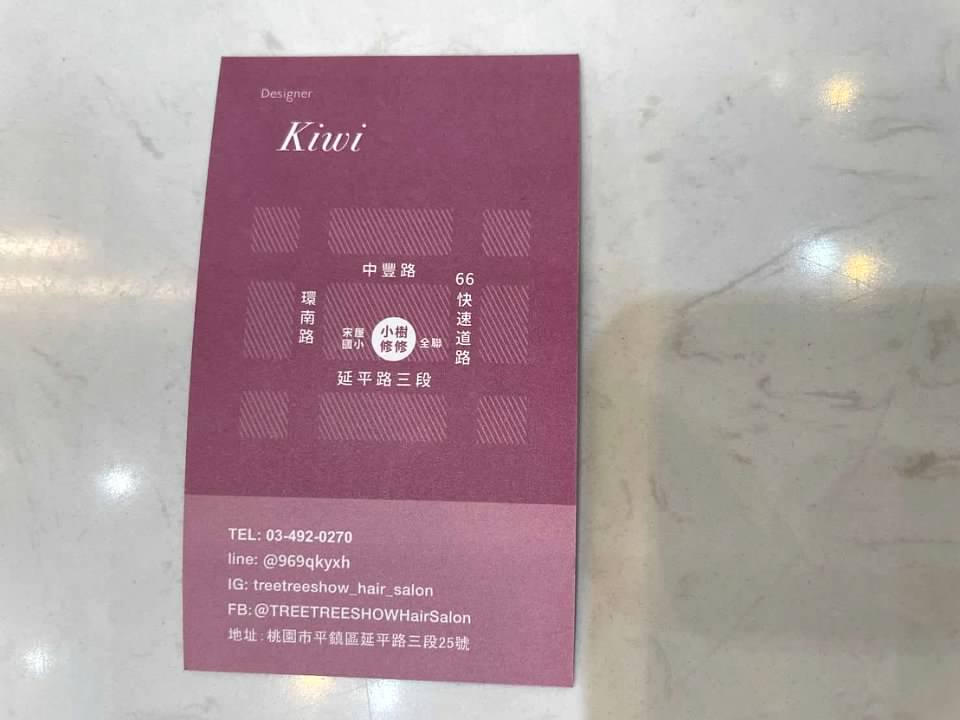 Designer
Kiwi
中豐路
66快速道路
環南路
宋屋
國小
小樹
修修
全聯
延平路三段
TEL: 03-492-0270
line: @969qkyxh
IG: treetreeshow_hair_salon
FB:@TREETREESHOWHairSalon
地址:桃園市平鎮區延平路三段25號